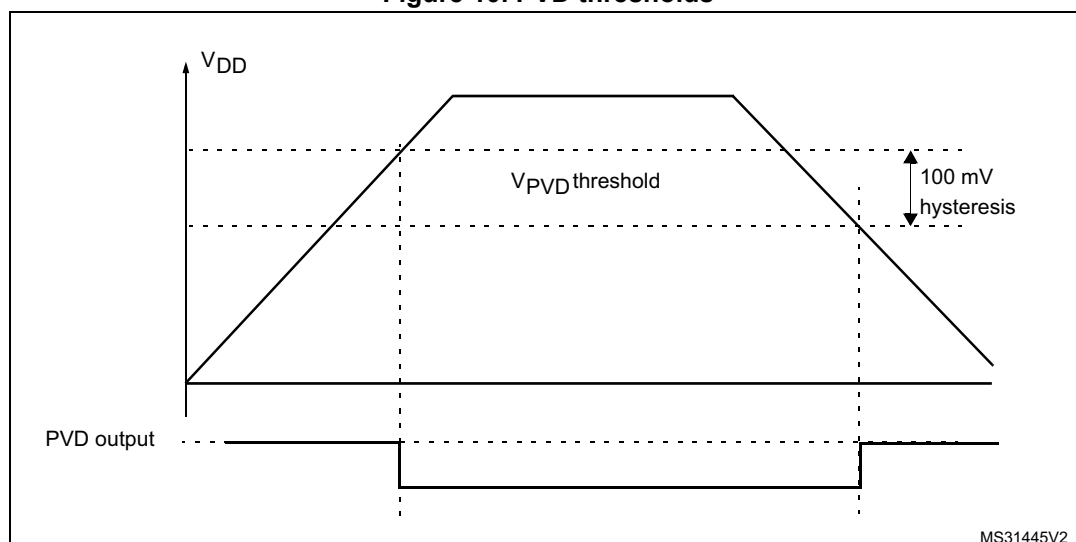 VDD
VPVD threshold
100 mV
hysteresis
PVD output
MS31445V2